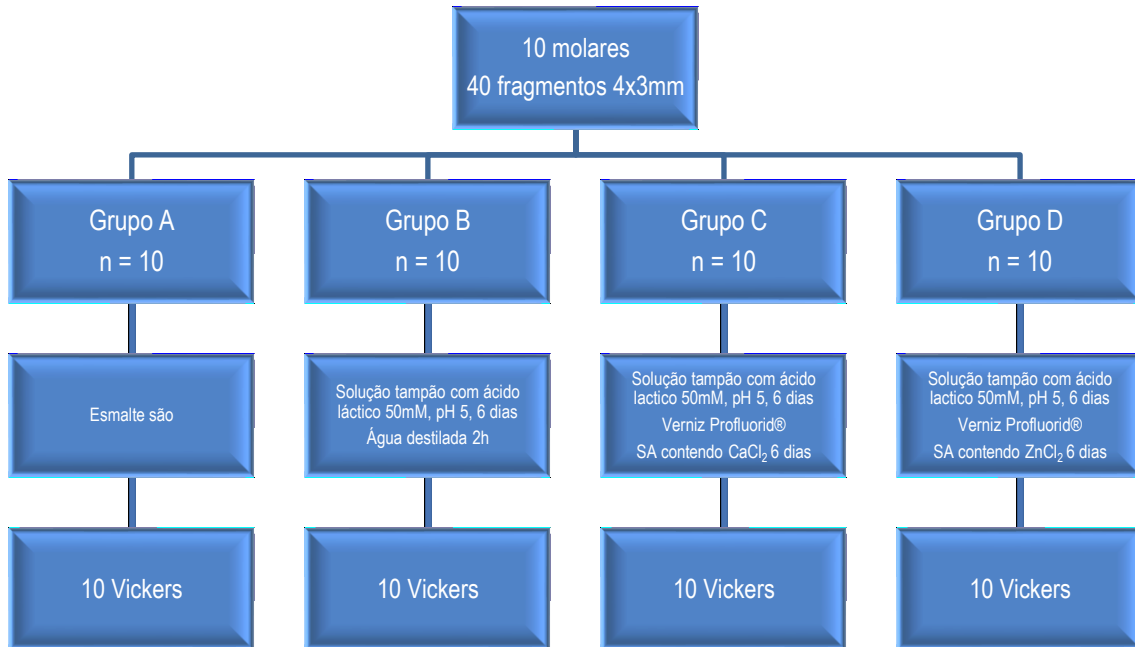 10 molares
40 fragmentos 4x3mm
Grupo A
n = 10
Grupo B
n = 10
Grupo C
n = 10
Grupo D
n = 10
Esmalte são
Solução tampão com ácido
láctico 50mM, pH 5, 6 dias
Água destilada 2h
Solução tampão com ácido
lactico 50mM, pH 5, 6 dias
Verniz Profluorid®
SA contendo CaCl₂ 6 dias
Solução tampão com ácido
lactico 50mM, pH 5, 6 dias
Verniz Profluorid®
SA contendo ZnCl₂ 6 dias
10 Vickers
10 Vickers
10 Vickers
10 Vickers